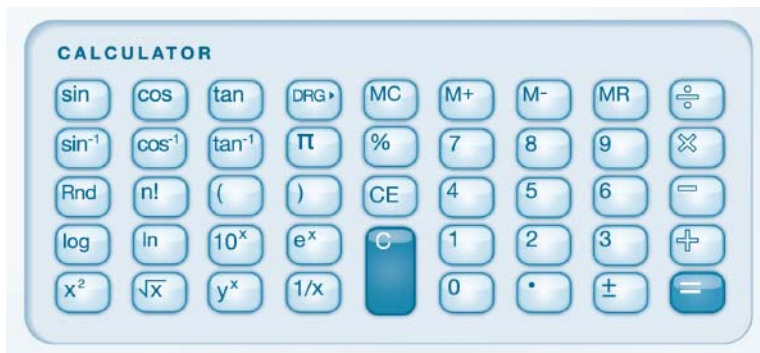 CALCULATOR
sin cos tan DRG▸ MC M+ M- MR ÷
sin⁻¹ cos⁻¹ tan⁻¹ π % 7 8 9 ×
Rnd n! ( ) CE 4 5 6 −
log ln 10ˣ eˣ C 1 2 3 +
x² √x yˣ 1/x 0 • ± =